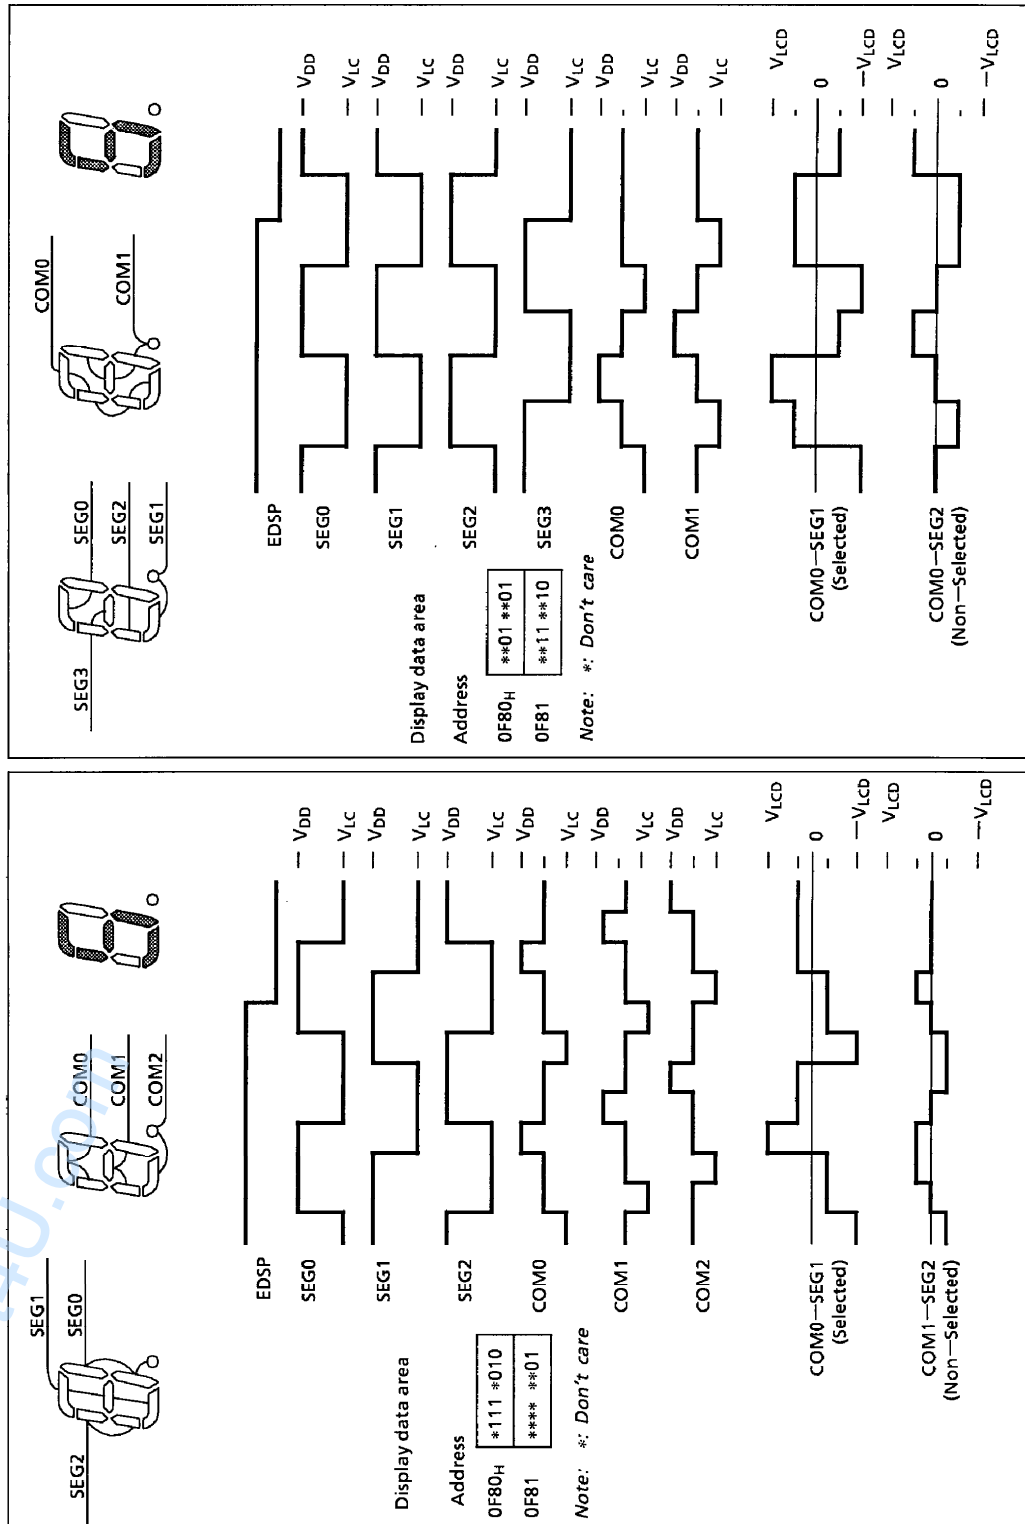 SEG3
SEG0
SEG2
SEG1
COM0
COM1
EDSP
SEG0
VDD
VLC
SEG1
VDD
VLC
SEG2
VDD
VLC
SEG3
VDD
VLC
COM0
VDD
VLC
COM1
VDD
VLC
COM0—SEG1
(Selected)
VLCD
0
—VLCD
COM0—SEG2
(Non—Selected)
VLCD
0
—VLCD
Display data area
Address
0F80H
**01 **01
0F81
**11 **10
Note: *: Don't care
SEG2
SEG1
SEG0
COM0
COM1
COM2
EDSP
SEG0
VDD
VLC
SEG1
VDD
VLC
SEG2
VDD
VLC
COM0
VDD
VLC
COM1
VDD
VLC
COM2
VDD
VLC
COM0—SEG1
(Selected)
VLCD
0
—VLCD
COM1—SEG2
(Non—Selected)
VLCD
0
—VLCD
Display data area
Address
0F80H
*111 *010
0F81
**** **01
Note: *: Don't care
4U.com